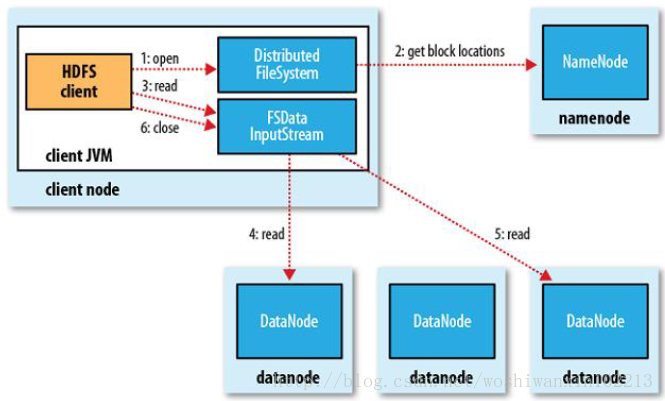 HDFS
client
1: open
3: read
6: close
Distributed
FileSystem
FSData
InputStream
client JVM
client node
2: get block locations
NameNode
namenode
4: read
5: read
DataNode
DataNode
DataNode
datanode
datanode
datanode